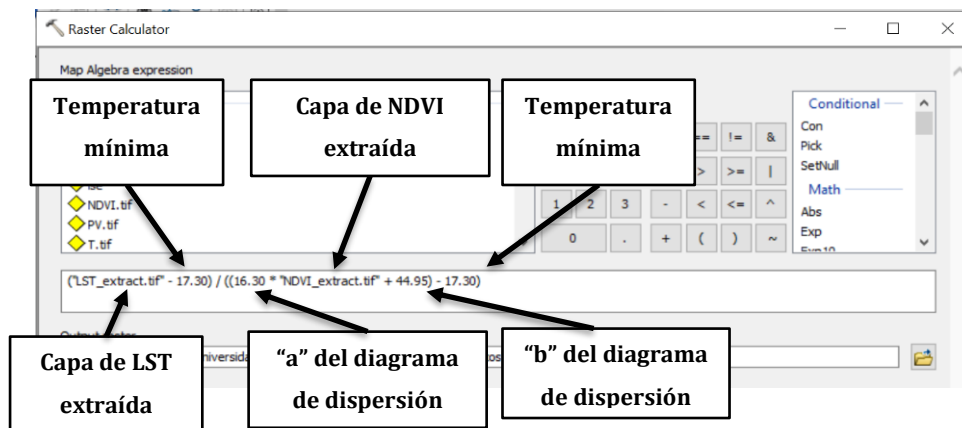 Raster Calculator
Map Algebra expression
Temperatura
mínima
Capa de NDVI
extraída
Temperatura
mínima
NDVI.tif
PV.tif
T.tif
== != &
> >= |
1 2 3 - < <= ^
0 . + ( ) ~
Conditional
Con
Pick
SetNull
Math
Abs
Exp
("LST_extract.tif" - 17.30) / ((16.30 * "NDVI_extract.tif" + 44.95) - 17.30)
Capa de LST
extraída
"a" del diagrama
de dispersión
"b" del diagrama
de dispersión